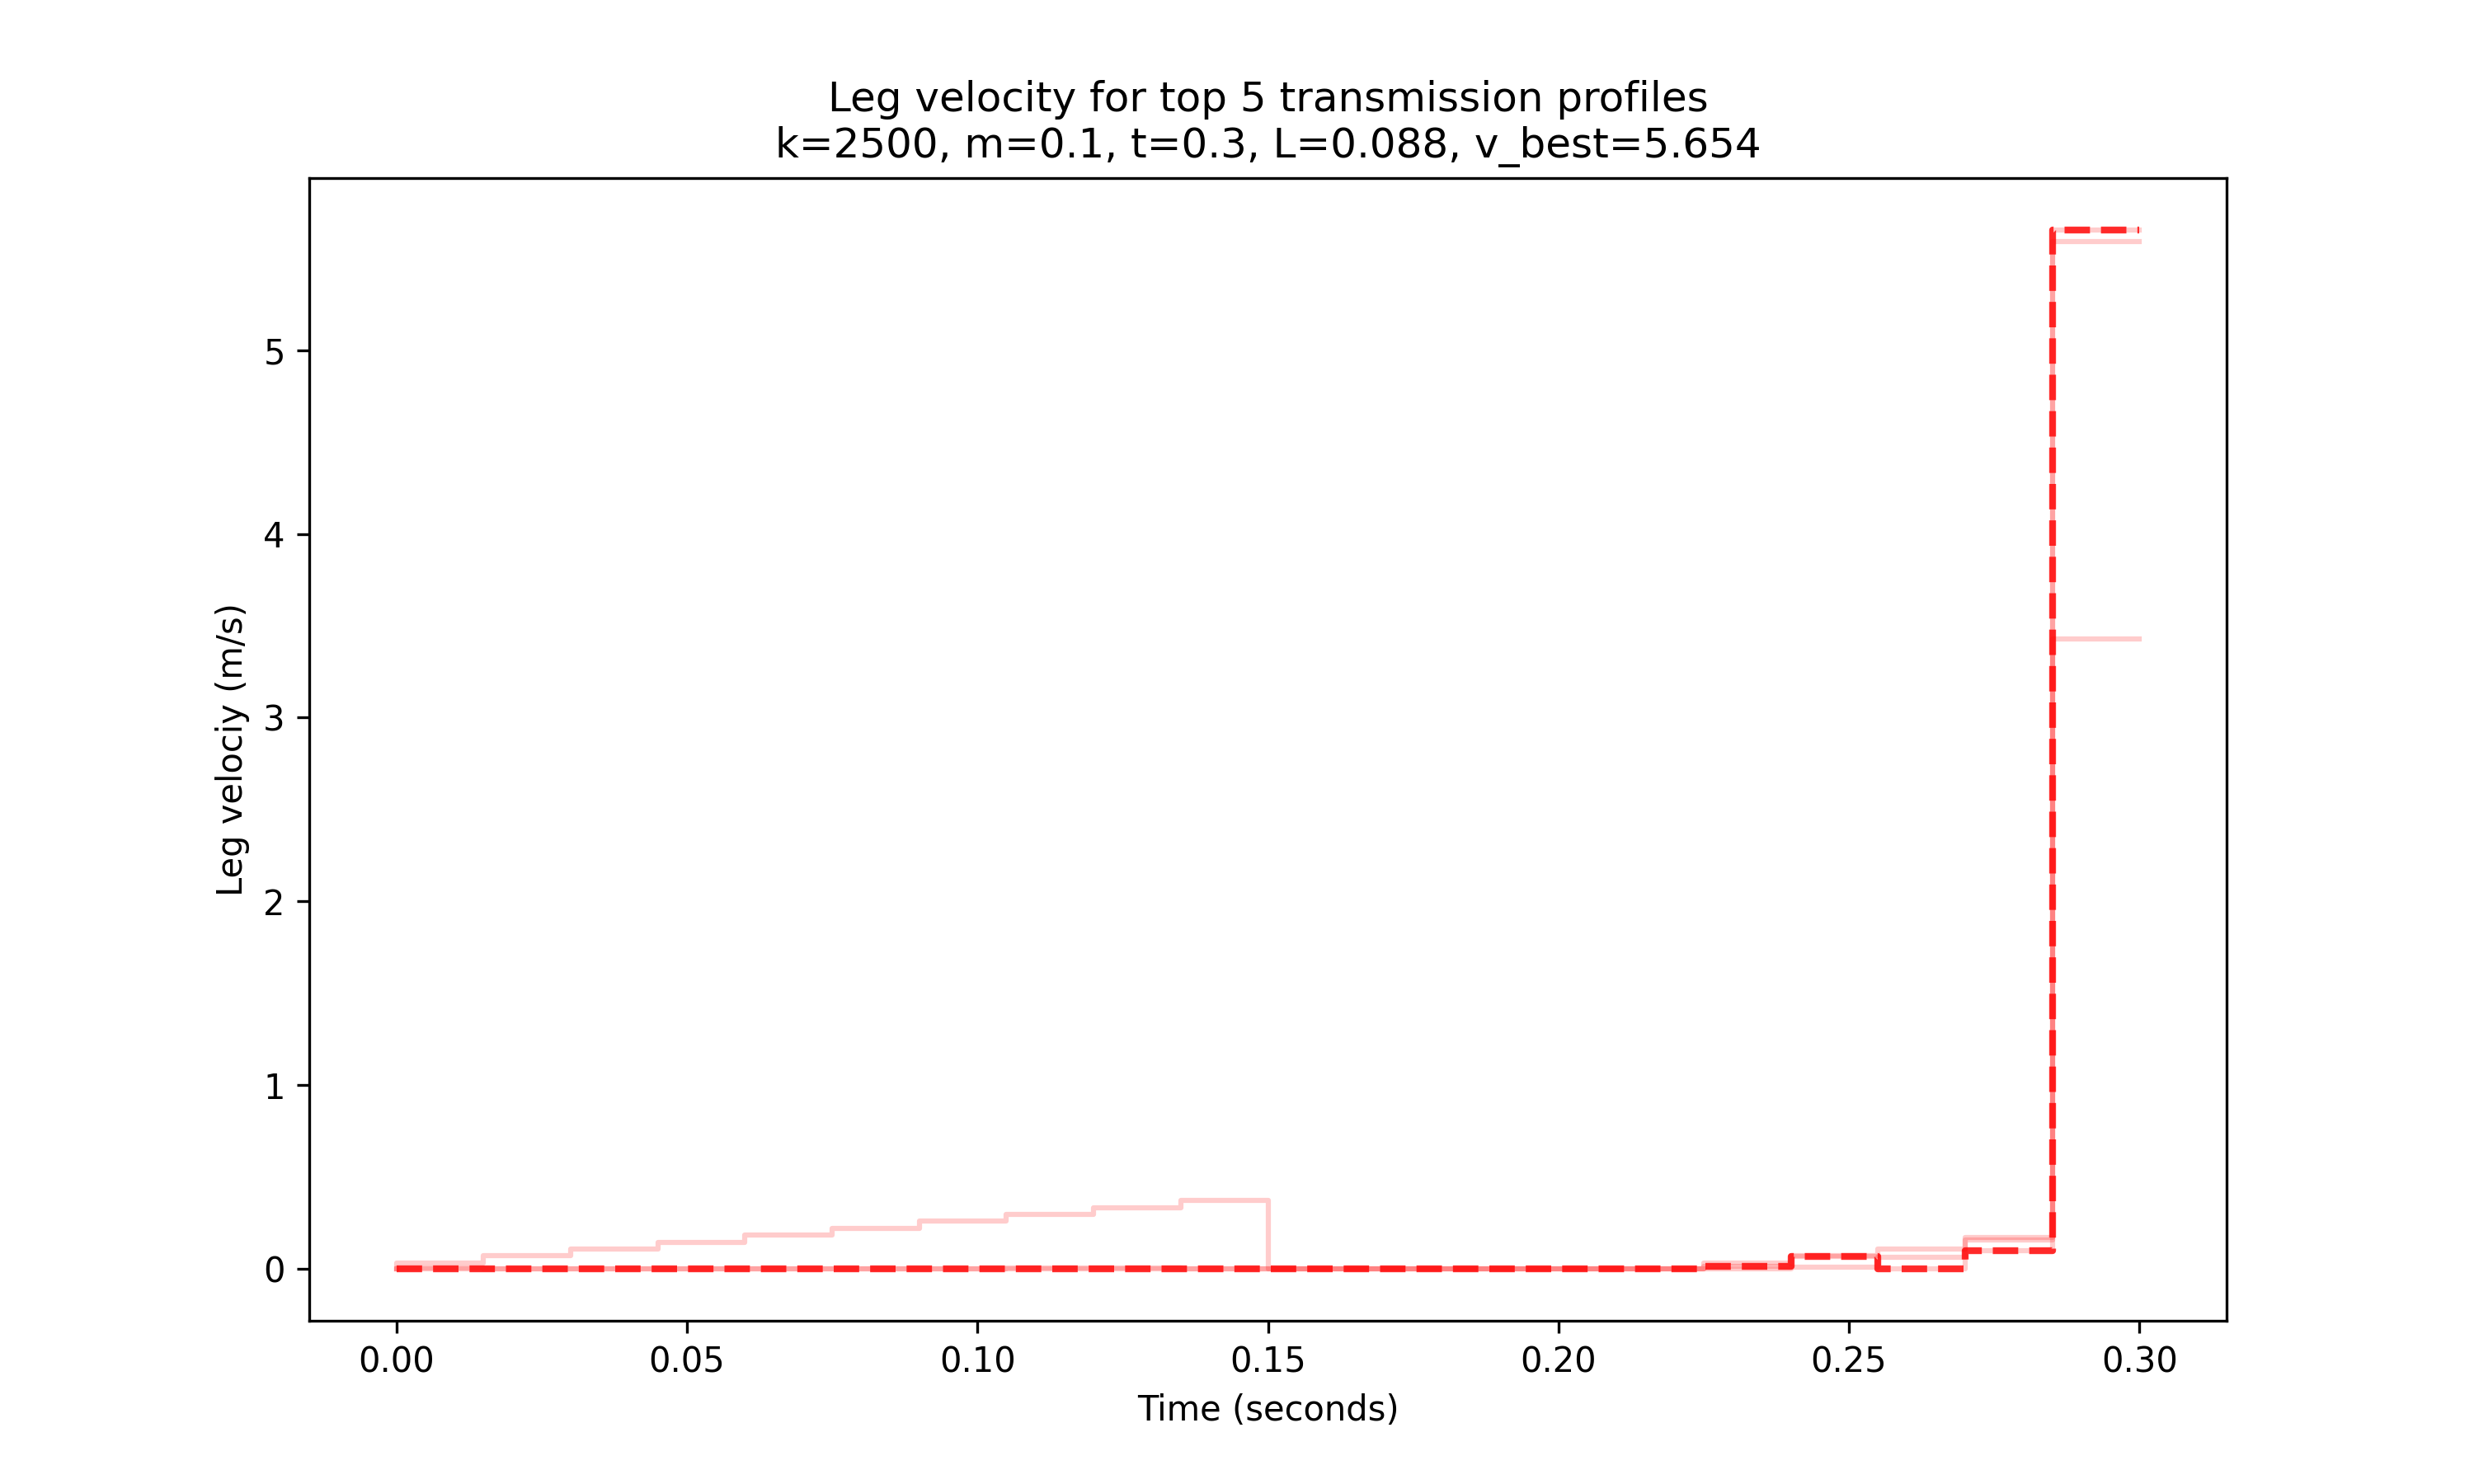 Leg velocity for top 5 transmission profiles
k=2500, m=0.1, t=0.3, L=0.088, v_best=5.654
Leg velociy (m/s)
5
4
3
2
1
0
0.00 0.05 0.10 0.15 0.20 0.25 0.30
Time (seconds)